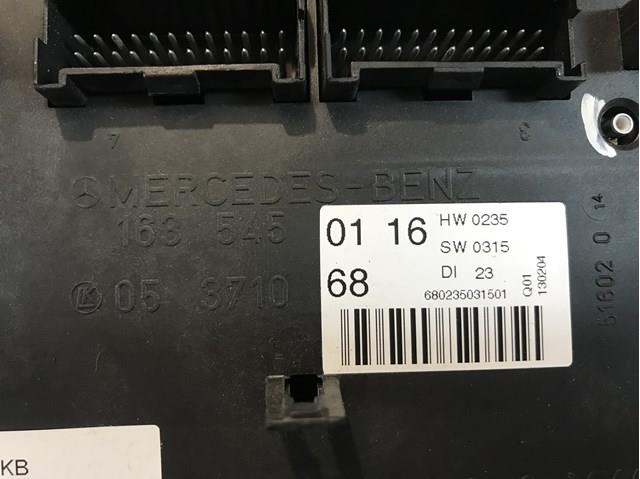 7 8
MERCEDES-BENZ
163 545 01 16
HW 0235
SW 0315
05 3710 68
DI 23
680235031501
Q01
130204
51602 0 14
KB